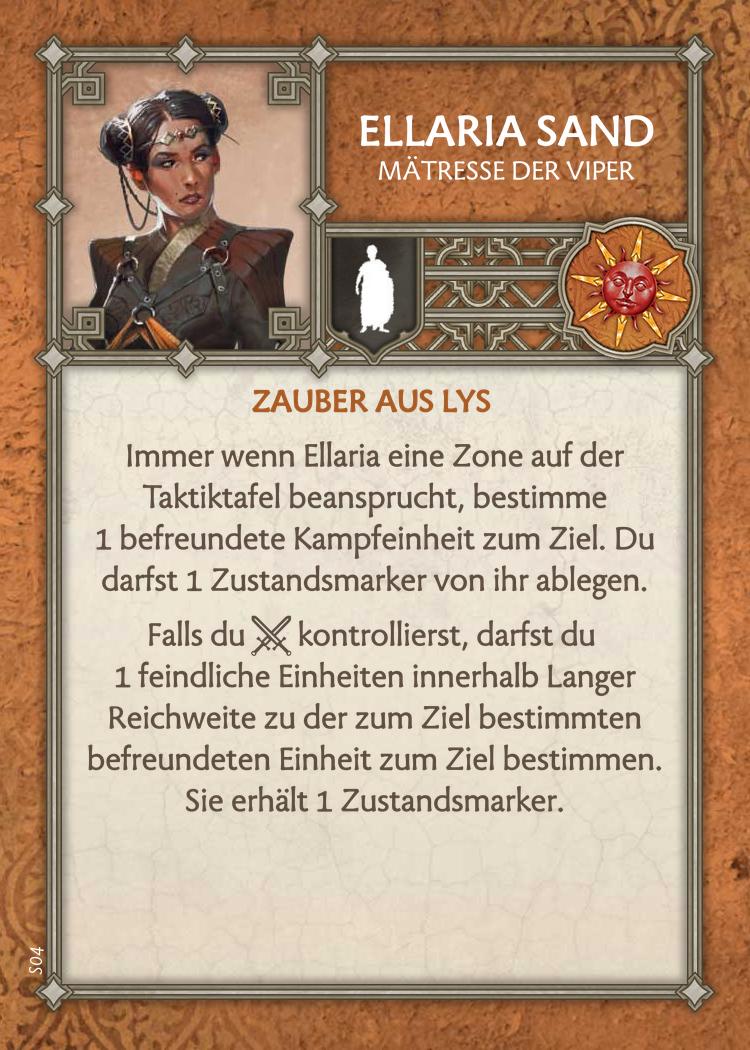 ELLARIA SAND
MÄTRESSE DER VIPER
ZAUBER AUS LYS
Immer wenn Ellaria eine Zone auf der
Taktiktafel beansprucht, bestimme
1 befreundete Kampfeinheit zum Ziel. Du
darfst 1 Zustandsmarker von ihr ablegen.
Falls du kontrollierst, darfst du
1 feindliche Einheiten innerhalb Langer
Reichweite zu der zum Ziel bestimmten
befreundeten Einheit zum Ziel bestimmen.
Sie erhält 1 Zustandsmarker.
S04